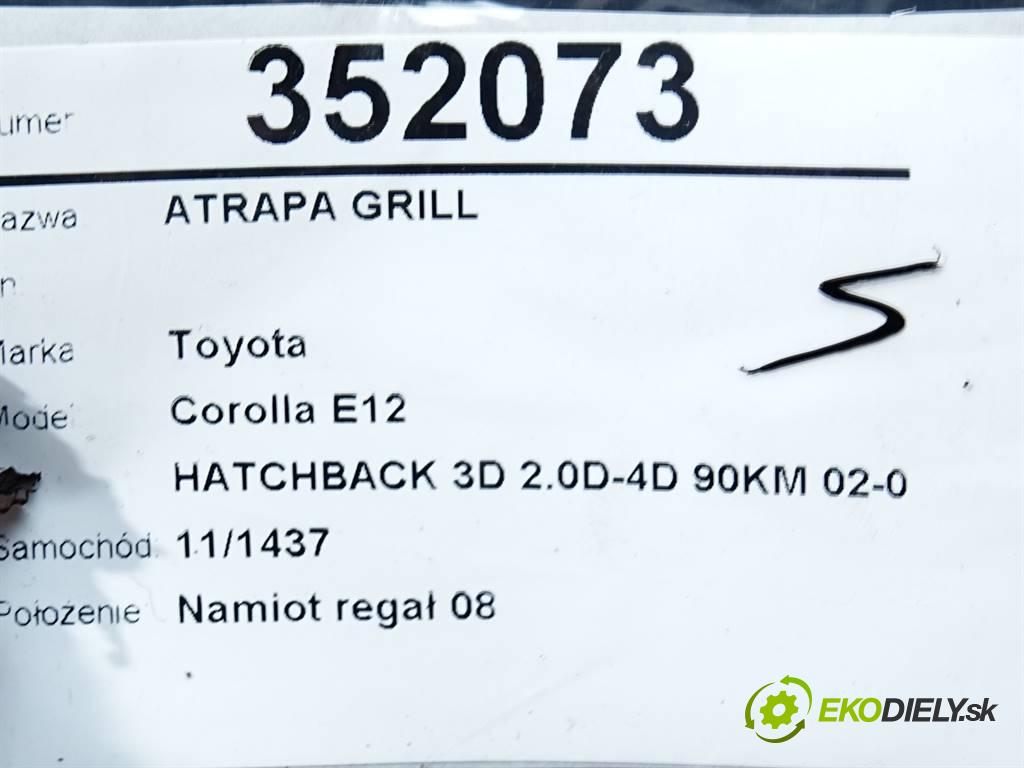 umer 352073
azwa ATRAPA GRILL
r
Marka Toyota
Model Corolla E12
HATCHBACK 3D 2.0D-4D 90KM 02-0
Samochód 11/1437
Położenie Namiot regał 08
S
EKODIELY.sk